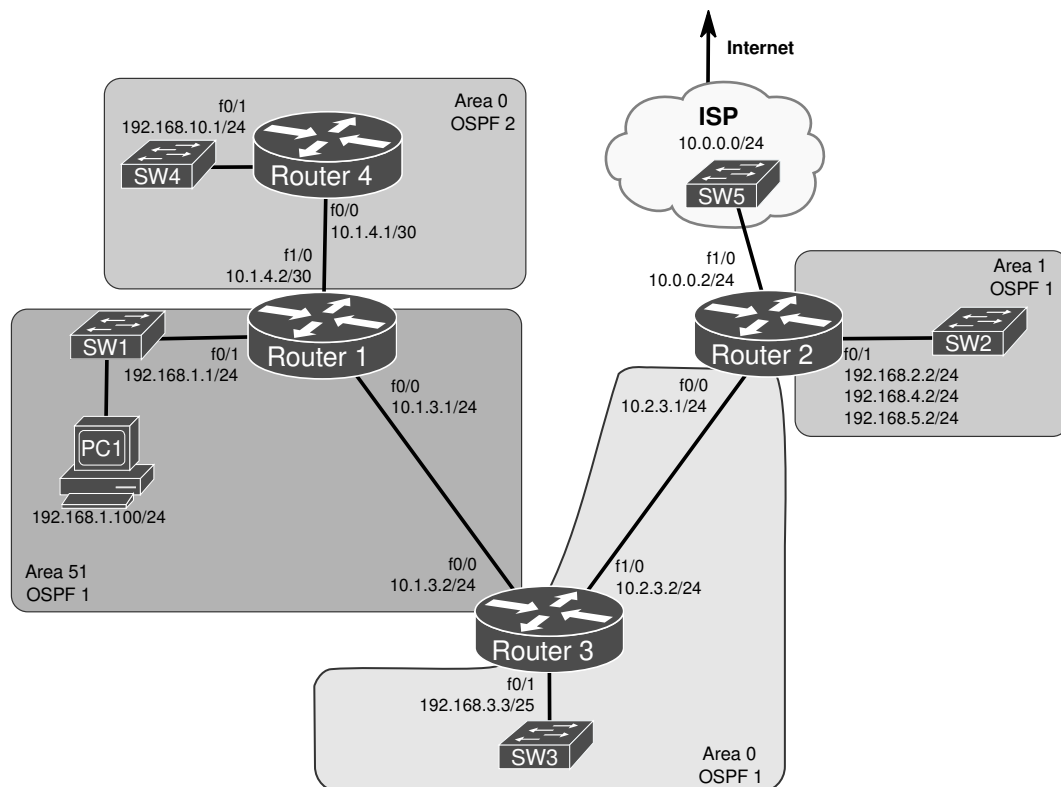 Internet
ISP
10.0.0.0/24
SW5
Area 0
OSPF 2
f0/1
192.168.10.1/24
SW4
Router 4
f0/0
10.1.4.1/30
f1/0
10.1.4.2/30
f1/0
10.0.0.2/24
Area 1
OSPF 1
SW1
f0/1
192.168.1.1/24
Router 1
f0/0
10.1.3.1/24
PC1
192.168.1.100/24
Area 51
OSPF 1
Router 2
f0/0
10.2.3.1/24
f0/1
192.168.2.2/24
192.168.4.2/24
192.168.5.2/24
SW2
f0/0
10.1.3.2/24
f1/0
10.2.3.2/24
Router 3
f0/1
192.168.3.3/25
SW3
Area 0
OSPF 1